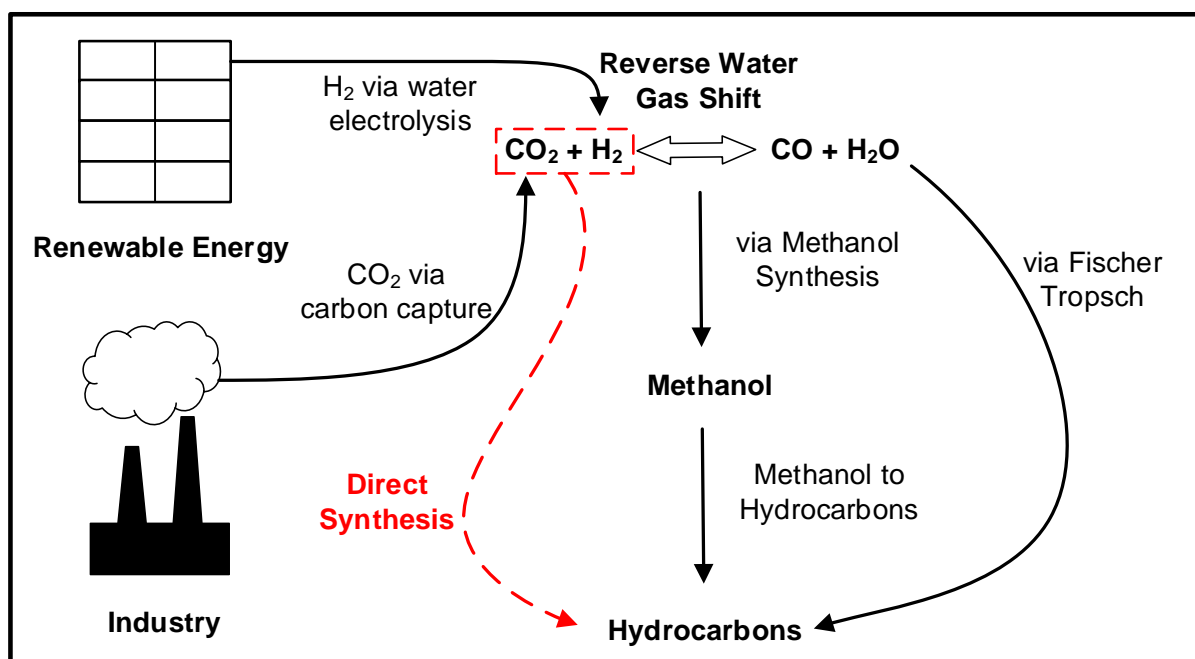 Reverse Water
Gas Shift
H₂ via water
electrolysis
CO₂ + H₂
CO + H₂O
Renewable Energy
via Methanol
Synthesis
via Fischer
Tropsch
CO₂ via
carbon capture
Methanol
Direct
Synthesis
Methanol to
Hydrocarbons
Industry
Hydrocarbons